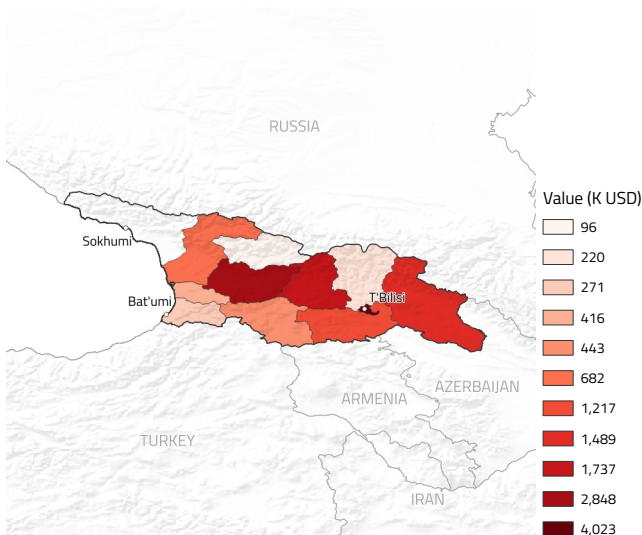 RUSSIA
Value (K USD)
96
Sokhumi
220
271
Bat'umi
T'Bilisi
416
443
682
AZERBAIJAN
ARMENIA
1,217
TURKEY
1,489
1,737
IRAN
2,848
4,023